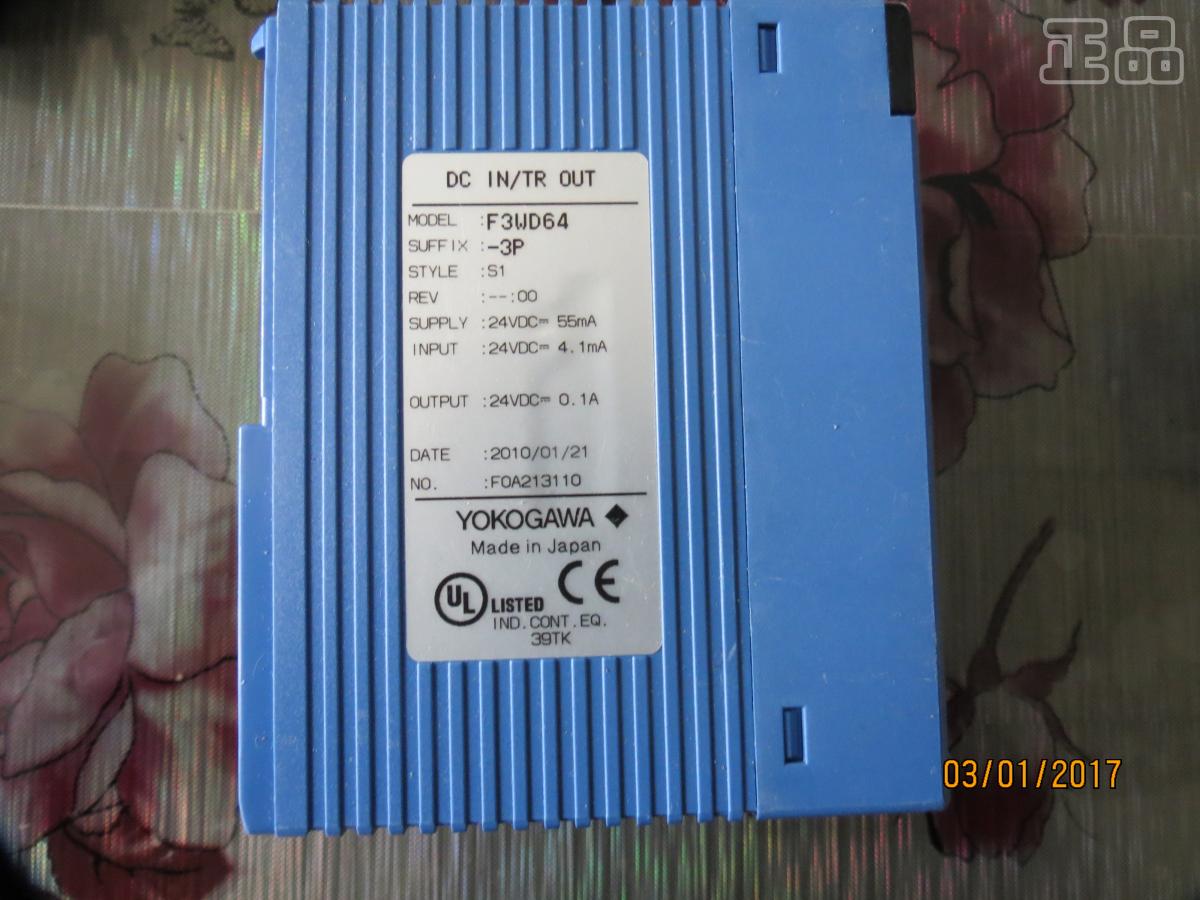 正品
DC IN/TR OUT
MODEL :F3WD64
SUFFIX :-3P
STYLE :S1
REV :--:00
SUPPLY :24VDC⎓ 55mA
INPUT :24VDC⎓ 4.1mA
OUTPUT :24VDC⎓ 0.1A
DATE :2010/01/21
NO. :F0A213110
YOKOGAWA
Made in Japan
UL LISTED CE
IND.CONT.EQ.
39TK
03/01/2017